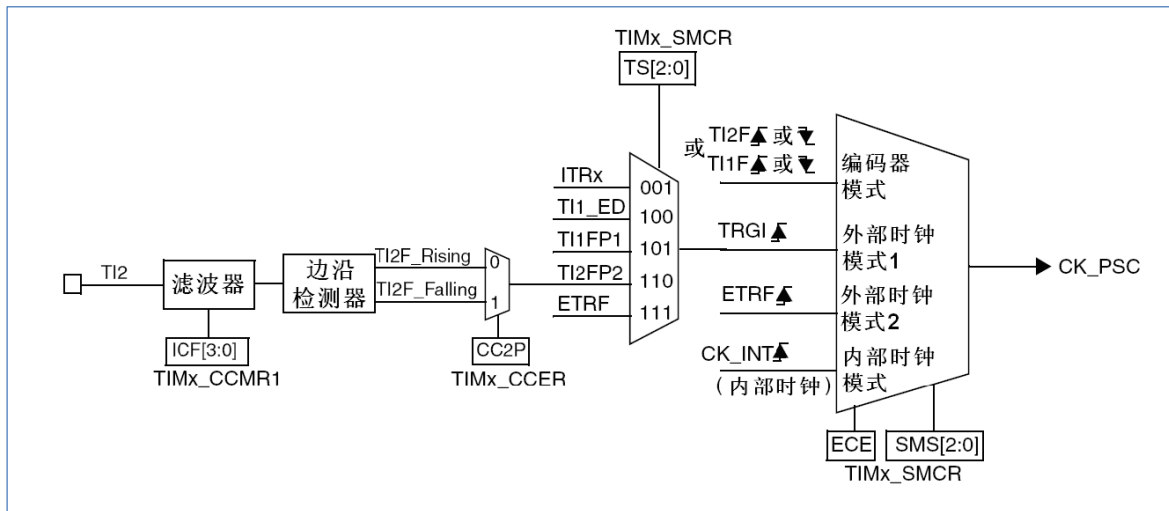 TIMx_SMCR
TS[2:0]
TI2F 或
或
TI1F 或
编码器
模式
ITRx
001
TI1_ED
100
TI1FP1
101
TRGI
外部时钟
模式1
TI2
滤波器
边沿
检测器
TI2F_Rising
0
TI2F_Falling
1
TI2FP2
110
ETRF
111
CK_PSC
ETRF
外部时钟
模式2
ICF[3:0]
TIMx_CCMR1
CC2P
TIMx_CCER
CK_INT
(内部时钟)
内部时钟
模式
ECE
SMS[2:0]
TIMx_SMCR